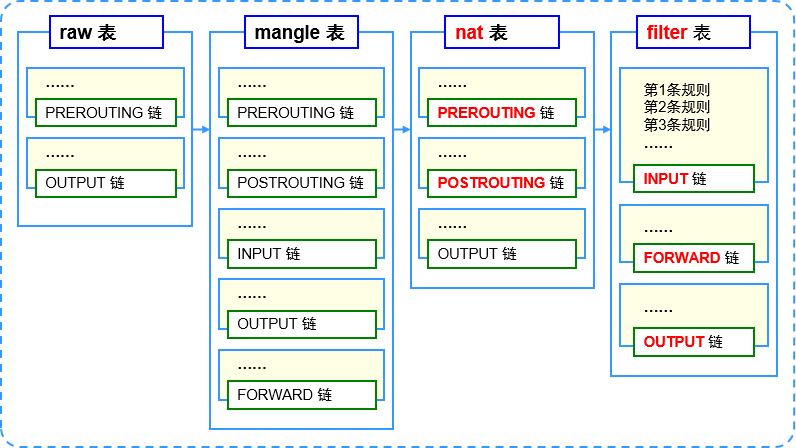 raw 表
……
PREROUTING 链
……
OUTPUT 链
mangle 表
……
PREROUTING 链
……
POSTROUTING 链
……
INPUT 链
……
OUTPUT 链
……
FORWARD 链
nat 表
……
PREROUTING 链
……
POSTROUTING 链
……
OUTPUT 链
filter 表
第1条规则
第2条规则
第3条规则
……
INPUT 链
……
FORWARD 链
……
OUTPUT 链